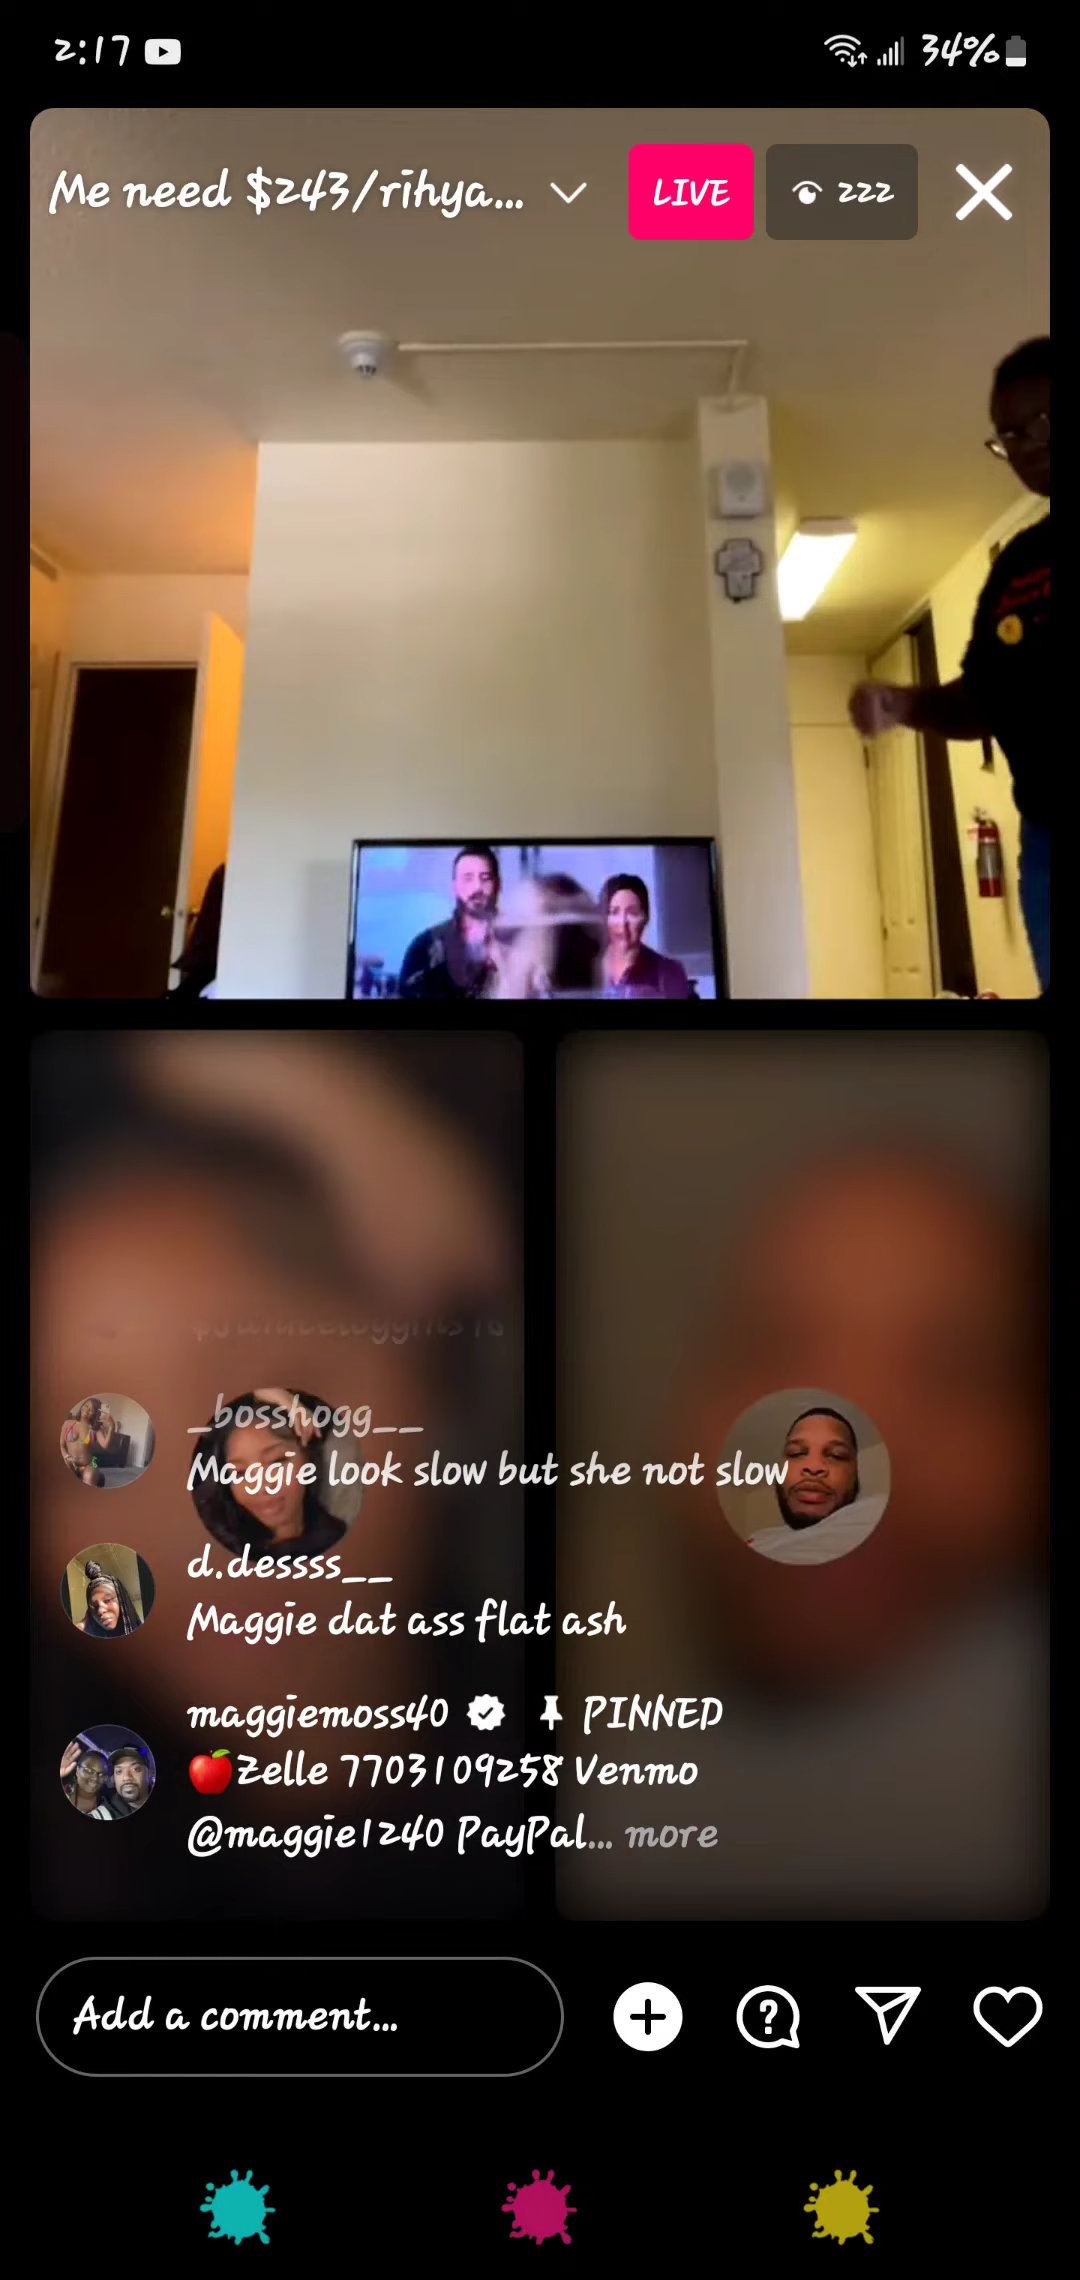 2:17
34%
Me need $243/rihya...
LIVE
222
_bosshogg__
Maggie look slow but she not slow
d.dessss__
Maggie dat ass flat ash
maggiemoss40 PINNED
🍎Zelle 7703109258 Venmo
@maggie1240 PayPal... more
Add a comment...